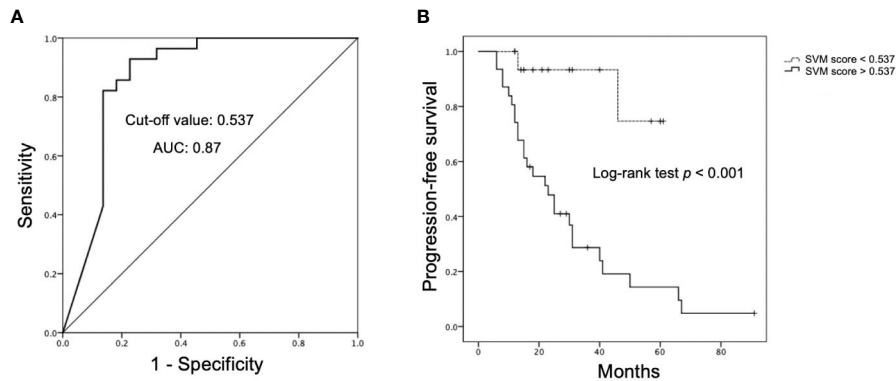 A
Sensitivity
1.0
0.8
0.6
0.4
0.2
0.0
0.0
0.2
0.4
0.6
0.8
1.0
1 - Specificity
Cut-off value: 0.537
AUC: 0.87
B
Progression-free survival
1.0
0.8
0.6
0.4
0.2
0.0
0
20
40
60
80
Months
Log-rank test p < 0.001
SVM score < 0.537
SVM score > 0.537